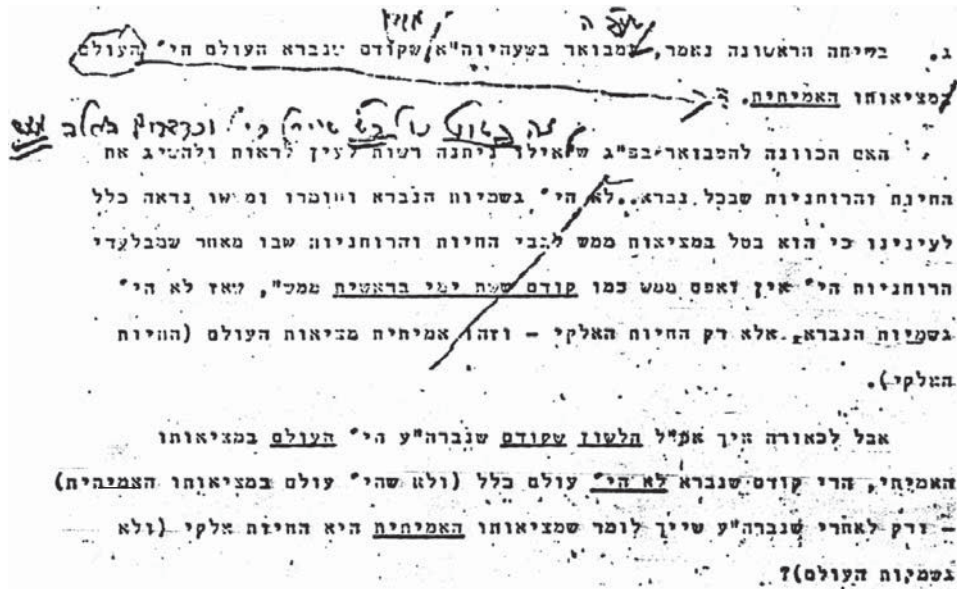 ג. בשיחה הראשונה נאמר, שמבואר בשעהיוה"א שקודם שנברא העולם הי' העולם
במציאותו האמיתית.
האם הכוונה להמבואר בפ"ג שאילו ניתנה רשות לעין לראות ולהשיג את
החיות והרוחניות שבכל נברא.. לא הי' גשמיות הנברא וחומרו וממשו נראה כלל
לעינינו כי הוא בטל במציאות ממש לגבי החיות והרוחניות שבו מאחר שמבלעדי
הרוחניות הי' אין ואפס ממש כמו קודם ששת ימי בראשית ממש", שאז לא הי'
גשמיות הנברא, אלא רק החיות האלקי – וזהו אמיתית מציאות העולם (החיות
האלקי).
אבל לכאורה איך אפ"ל הלשון שקודם שנברה"ע הי' העולם במציאותו
האמיתי, הרי קודם שנברא לא הי' עולם כלל (ולא שהי' עולם במציאותו האמיתית)
– ורק לאחרי שנברה"ע שייך לומר שמציאותו האמיתית היא החיות אלקי (ולא
גשמיות העולם)?